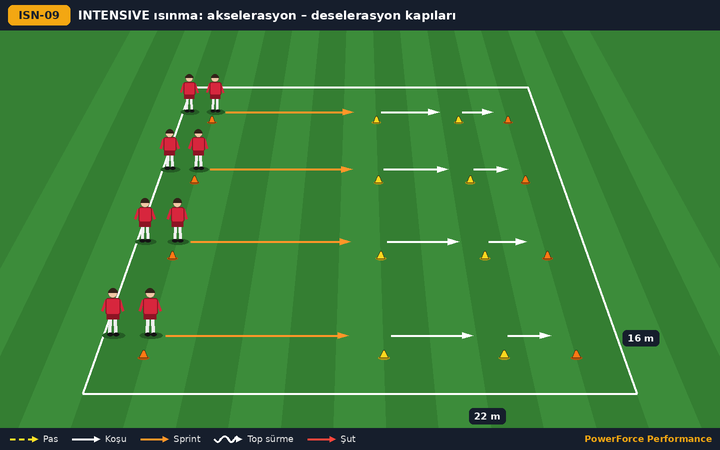 ISN-09 INTENSIVE ısınma: akselerasyon – deselerasyon kapıları
16 m
22 m
Pas Koşu Sprint Top sürme Şut PowerForce Performance